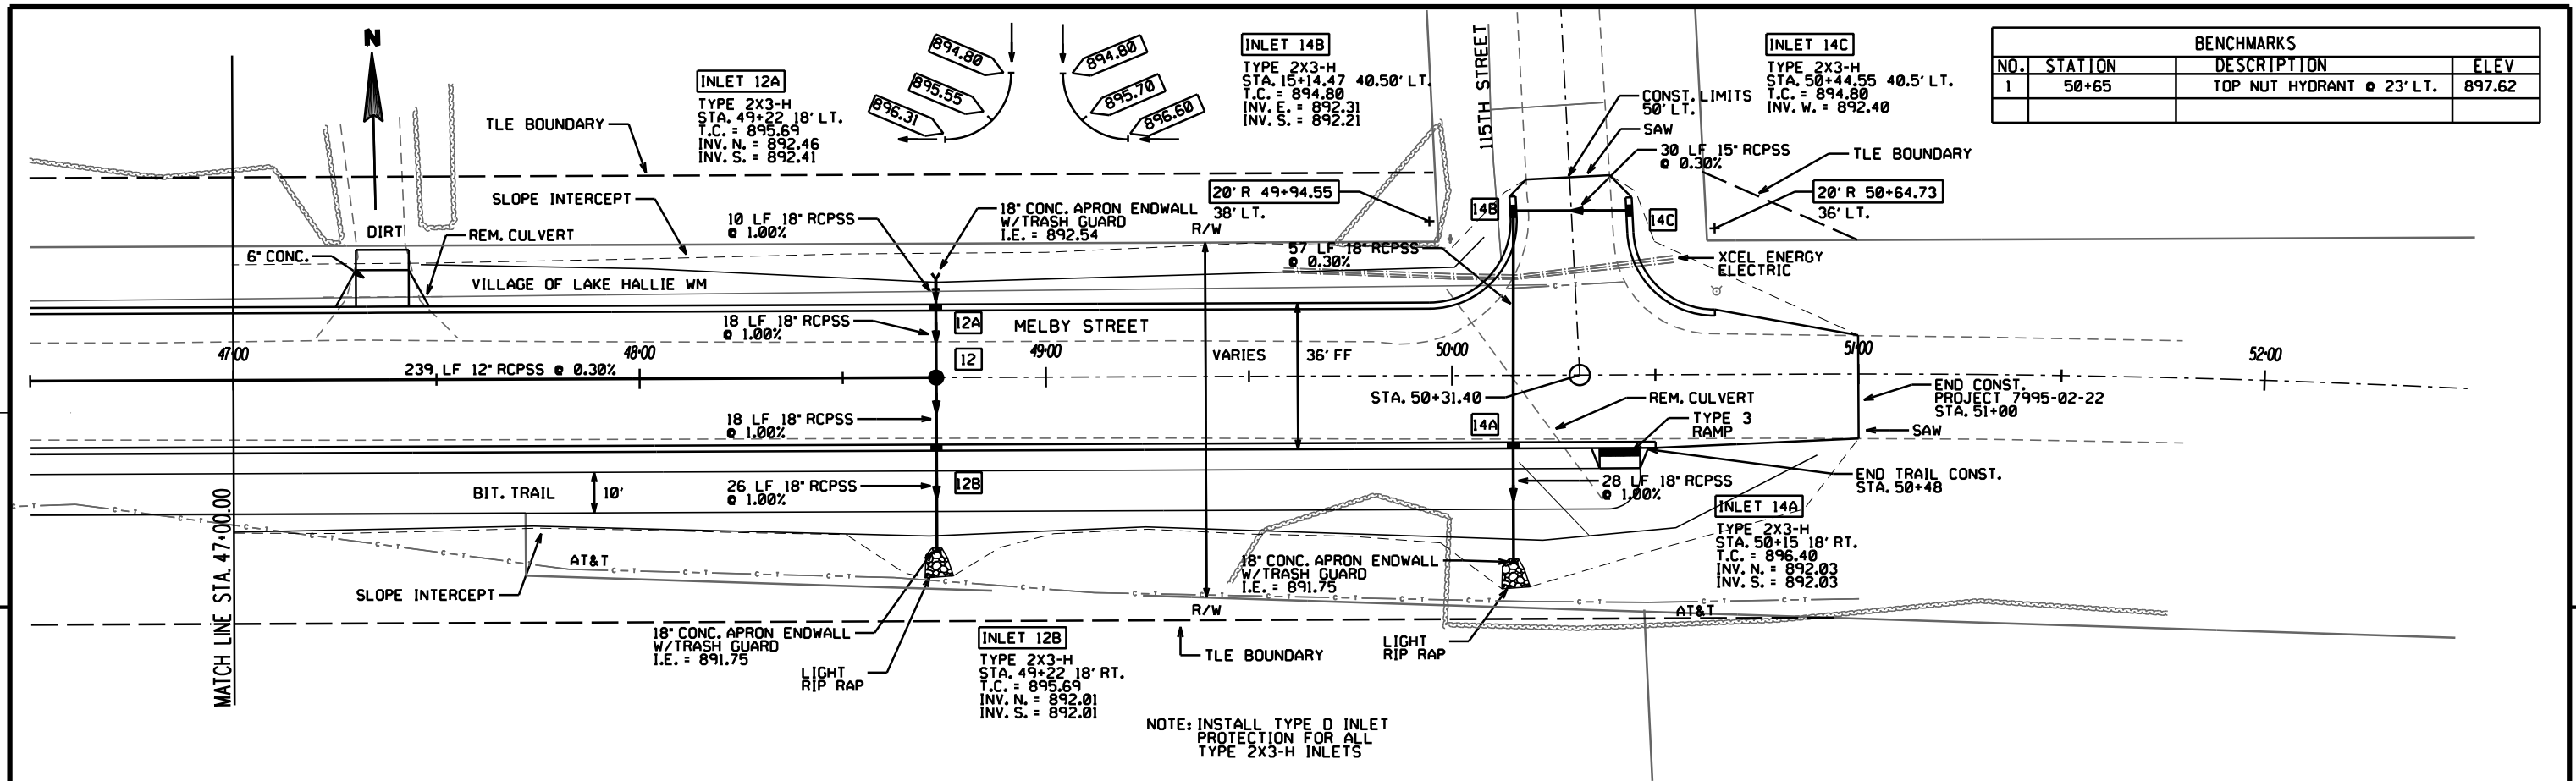 N
894.80
895.55
896.31
894.80
895.70
896.60
INLET 12A
TYPE 2X3-H
STA. 49+22 18' LT.
T.C. = 895.69
INV. N. = 892.46
INV. S. = 892.41
INLET 14B
TYPE 2X3-H
STA. 15+14.47 40.50' LT.
T.C. = 894.80
INV. E. = 892.31
INV. S. = 892.21
115TH STREET
INLET 14C
TYPE 2X3-H
STA. 50+44.55 40.5' LT.
T.C. = 894.80
INV. W. = 892.40
BENCHMARKS
NO. STATION DESCRIPTION ELEV
1 50+65 TOP NUT HYDRANT @ 23' LT. 897.62
TLE BOUNDARY
CONST. LIMITS
50' LT.
SAW
30 LF 15" RCPSS
@ 0.30%
TLE BOUNDARY
SLOPE INTERCEPT
10 LF 18" RCPSS
@ 1.00%
18" CONC. APRON ENDWALL
W/TRASH GUARD
I.E. = 892.54
20' R 49+94.55
38' LT.
R/W
14B
14C
20' R 50+64.73
36' LT.
DIRT
REM. CULVERT
6" CONC.
VILLAGE OF LAKE HALLIE WM
57 LF 18" RCPSS
@ 0.30%
XCEL ENERGY
ELECTRIC
C
18 LF 18" RCPSS
@ 1.00%
12A
MELBY STREET
12
47+00
48+00
49+00
VARIES
36' FF
50+00
51+00
52+00
239 LF 12" RCPSS @ 0.30%
STA. 50+31.40
REM. CULVERT
END CONST.
PROJECT 7995-02-22
STA. 51+00
18 LF 18" RCPSS
@ 1.00%
14A
TYPE 3
RAMP
SAW
END TRAIL CONST.
STA. 50+48
BIT. TRAIL
10'
26 LF 18" RCPSS
@ 1.00%
12B
28 LF 18" RCPSS
@ 1.00%
INLET 14A
TYPE 2X3-H
STA. 50+15 18' RT.
T.C. = 896.40
INV. N. = 892.03
INV. S. = 892.03
MATCH LINE STA. 47+00.00
AT&T
C T C T C T C T
SLOPE INTERCEPT
18" CONC. APRON ENDWALL
W/TRASH GUARD
I.E. = 891.75
R/W
AT&T
18" CONC. APRON ENDWALL
W/TRASH GUARD
I.E. = 891.75
LIGHT
RIP RAP
INLET 12B
TYPE 2X3-H
STA. 49+22 18' RT.
T.C. = 895.69
INV. N. = 892.01
INV. S. = 892.01
TLE BOUNDARY
LIGHT
RIP RAP
NOTE: INSTALL TYPE D INLET
PROTECTION FOR ALL
TYPE 2X3-H INLETS